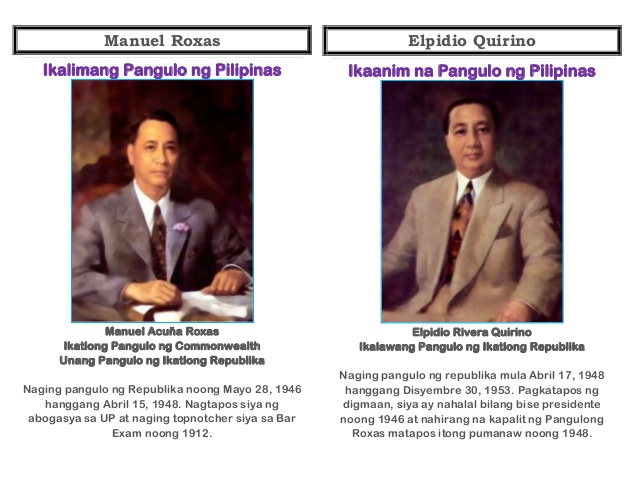 Manuel Roxas
Ikalimang Pangulo ng Pilipinas
Manuel Acuña Roxas
Ikatlong Pangulo ng Commonwealth
Unang Pangulo ng Ikatlong Republika
Naging pangulo ng Republika noong Mayo 28, 1946
hanggang Abril 15, 1948. Nagtapos siya ng
abogasya sa UP at naging topnotcher siya sa Bar
Exam noong 1912.
Elpidio Quirino
Ikaanim na Pangulo ng Pilipinas
Elpidio Rivera Quirino
Ikalawang Pangulo ng Ikatlong Republika
Naging pangulo ng republika mula Abril 17, 1948
hanggang Disyembre 30, 1953. Pagkatapos ng
digmaan, siya ay nahalal bilang bise presidente
noong 1946 at nahirang na kapalit ng Pangulong
Roxas matapos itong pumanaw noong 1948.